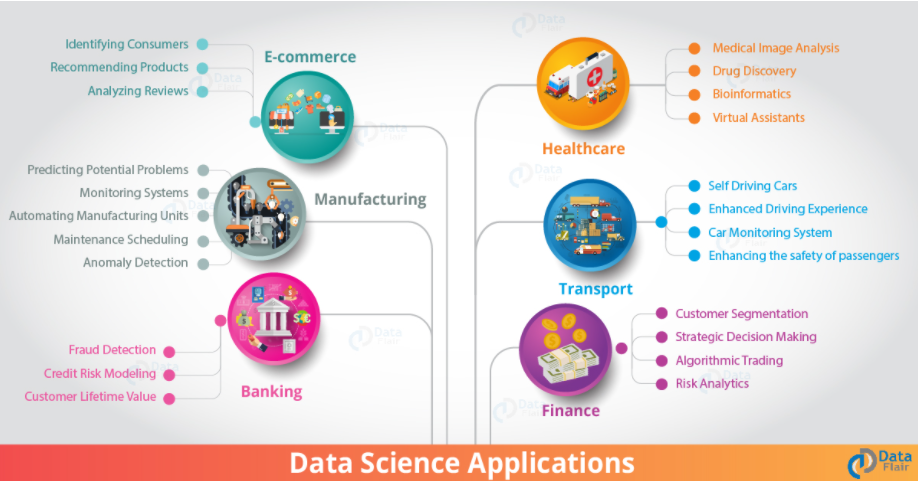 E-commerce
Identifying Consumers
Recommending Products
Analyzing Reviews
Manufacturing
Predicting Potential Problems
Monitoring Systems
Automating Manufacturing Units
Maintenance Scheduling
Anomaly Detection
Banking
Fraud Detection
Credit Risk Modeling
Customer Lifetime Value
Healthcare
Medical Image Analysis
Drug Discovery
Bioinformatics
Virtual Assistants
Transport
Self Driving Cars
Enhanced Driving Experience
Car Monitoring System
Enhancing the safety of passengers
Finance
Customer Segmentation
Strategic Decision Making
Algorithmic Trading
Risk Analytics
Data Science Applications
Data
Flair